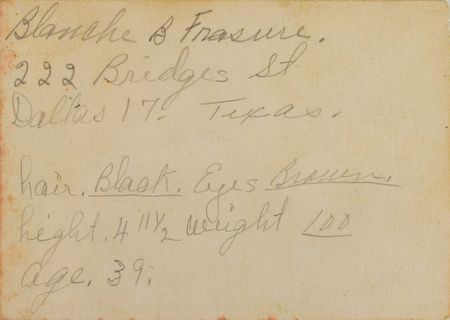 Blanche B Frasure.
222 Bridges St
Dallas 17. Texas.
hair. Black. Eyes Brown.
hight. 4 11 1/2 weight 100
age. 39.